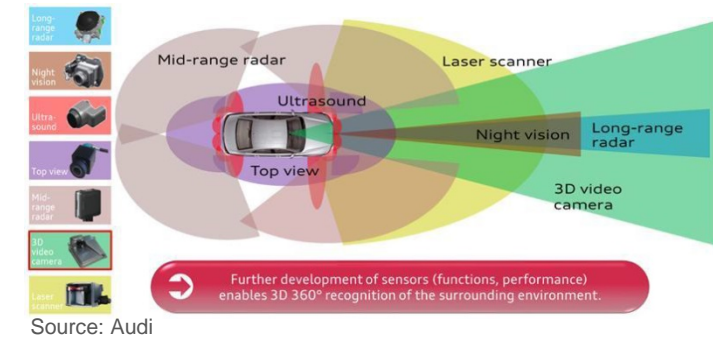 Long-
range
radar
Night
vision
Ultra-
sound
Top view
Mid-
range
radar
3D
video
camera
Laser
scanner
Mid-range radar
Laser scanner
Ultrasound
Night vision
Long-range
radar
Top view
3D video
camera
Further development of sensors (functions, performance)
enables 3D 360° recognition of the surrounding environment.
Source: Audi